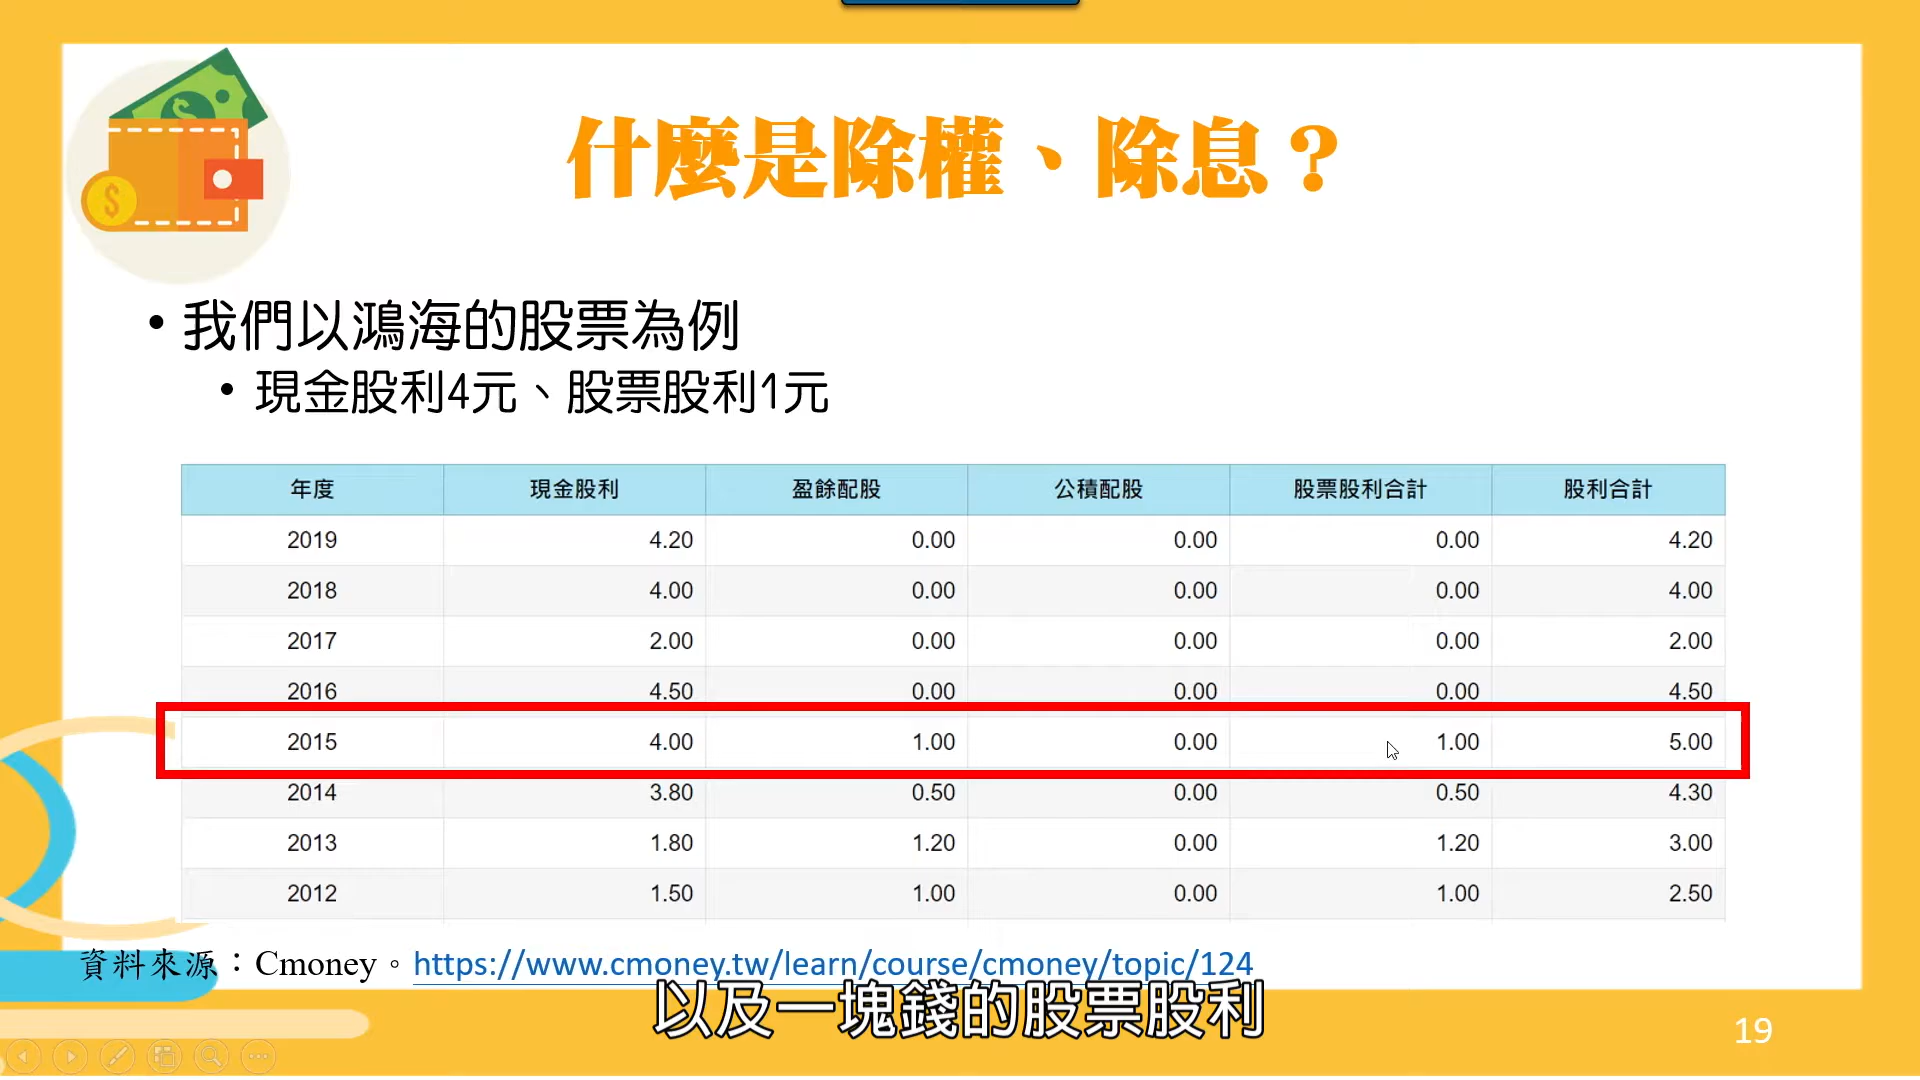 什麼是除權、除息？
• 我們以鴻海的股票為例
• 現金股利4元、股票股利1元
年度 現金股利 盈餘配股 公積配股 股票股利合計 股利合計
2019 4.20 0.00 0.00 0.00 4.20
2018 4.00 0.00 0.00 0.00 4.00
2017 2.00 0.00 0.00 0.00 2.00
2016 4.50 0.00 0.00 0.00 4.50
2015 4.00 1.00 0.00 1.00 5.00
2014 3.80 0.50 0.00 0.50 4.30
2013 1.80 1.20 0.00 1.20 3.00
2012 1.50 1.00 0.00 1.00 2.50
資料來源：Cmoney。https://www.cmoney.tw/learn/course/cmoney/topic/124
以及一塊錢的股票股利
19